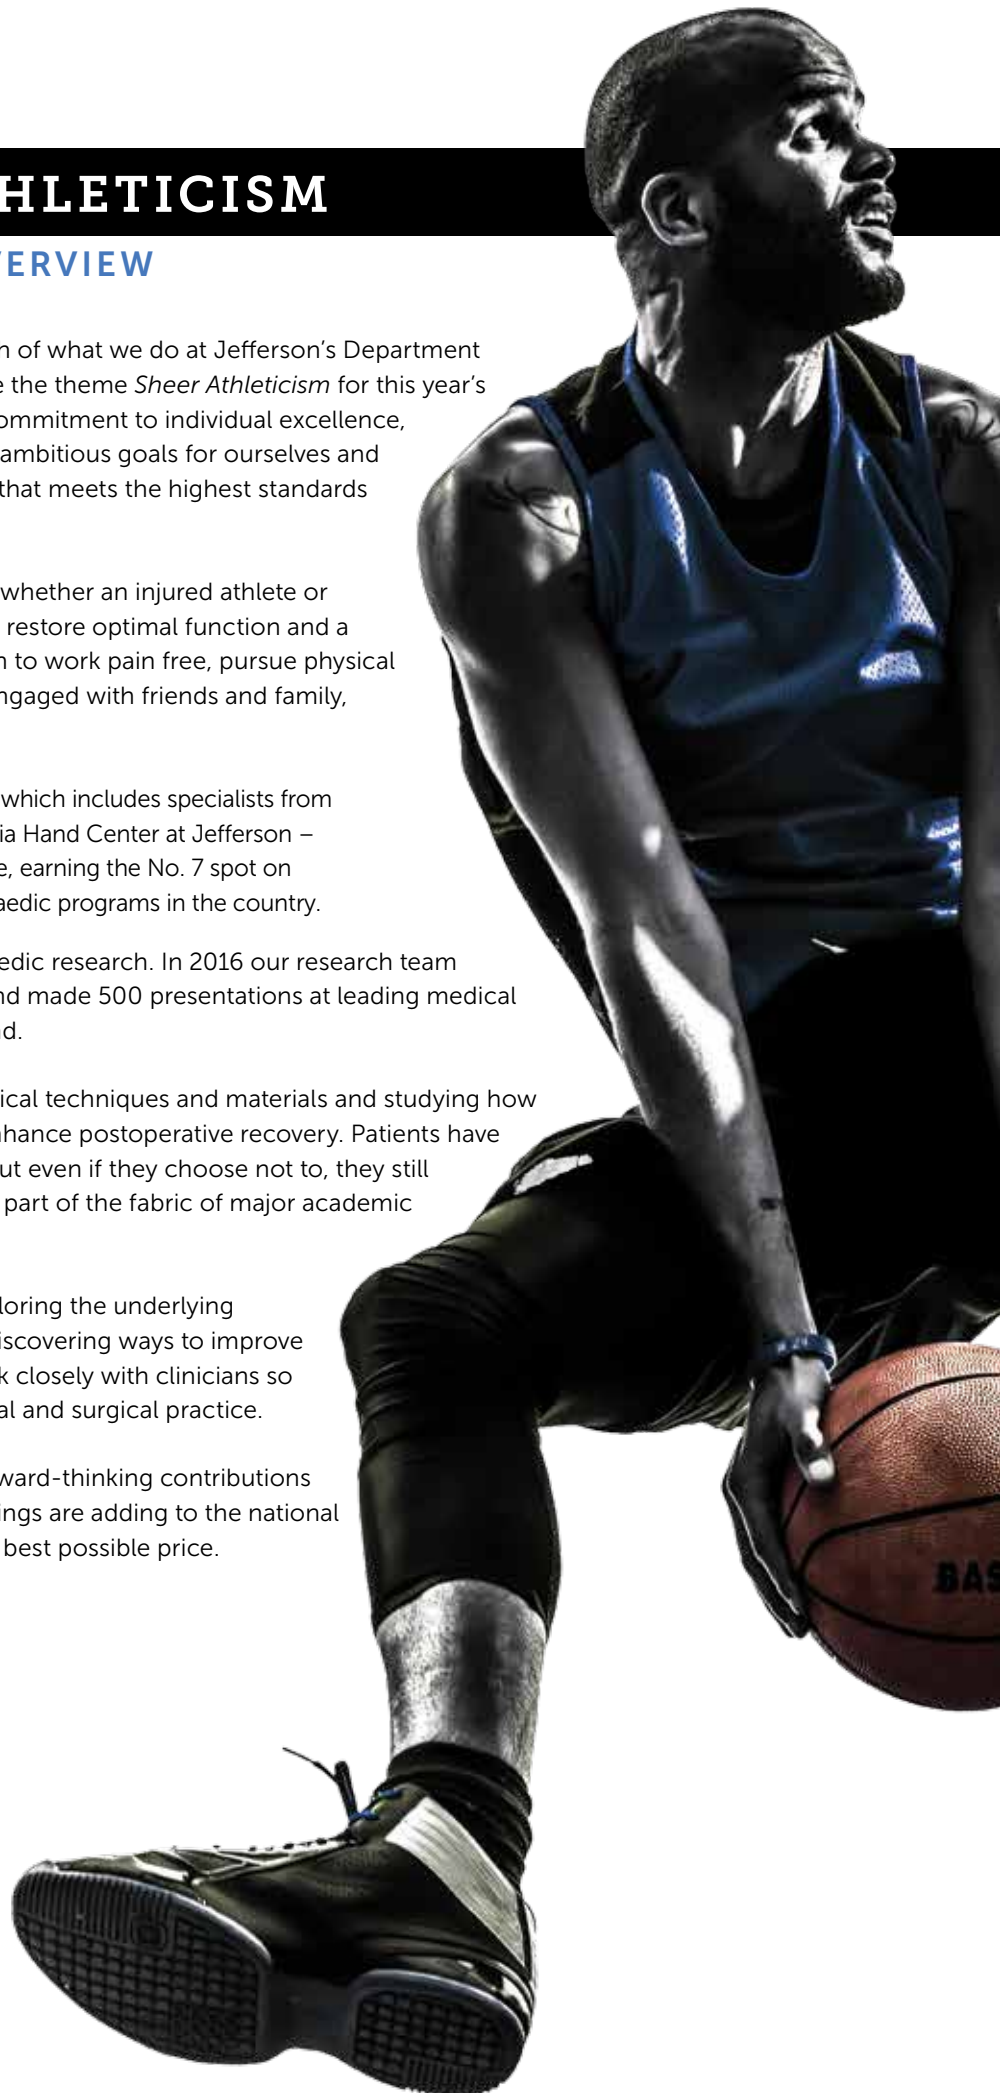 HLETICISM
ERVIEW
of what we do at Jefferson's Department
the theme Sheer Athleticism for this year's
ommitment to individual excellence,
ambitious goals for ourselves and
that meets the highest standards
whether an injured athlete or
restore optimal function and a
to work pain free, pursue physical
ngaged with friends and family,
which includes specialists from
ia Hand Center at Jefferson –
e, earning the No. 7 spot on
aedic programs in the country.
edic research. In 2016 our research team
nd made 500 presentations at leading medical
d.
ical techniques and materials and studying how
nhance postoperative recovery. Patients have
ut even if they choose not to, they still
part of the fabric of major academic
loring the underlying
iscovering ways to improve
k closely with clinicians so
al and surgical practice.
ward-thinking contributions
ings are adding to the national
best possible price.
BAS